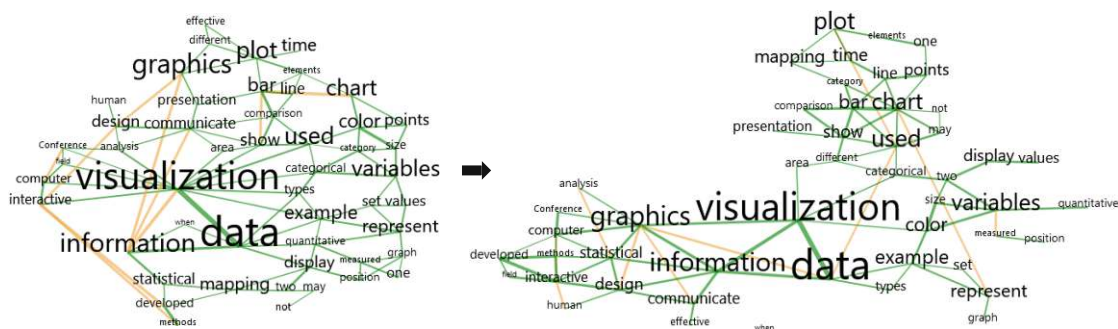 effective
different
plot time
graphics
elements
bar line
chart
human
presentation
comparison
design communicate
color points
Conference
analysis
area
show used
category
size
field
computer
visualization
categorical
variables
interactive
types
set values
when
example
represent
information
data
quantitative
graph
display
measured
statistical
mapping
two may
position
one
developed
not
methods
plot
elements
one
mapping time
line points
category
comparison
bar chart
not
presentation
show
used
may
area
different
categorical
display values
two
analysis
visualization
size
variables
quantitative
Conference
graphics
color
computer
measured
position
developed
methods
statistical
information
data
example
set
field
interactive
design
types
represent
human
communicate
graph
effective
when